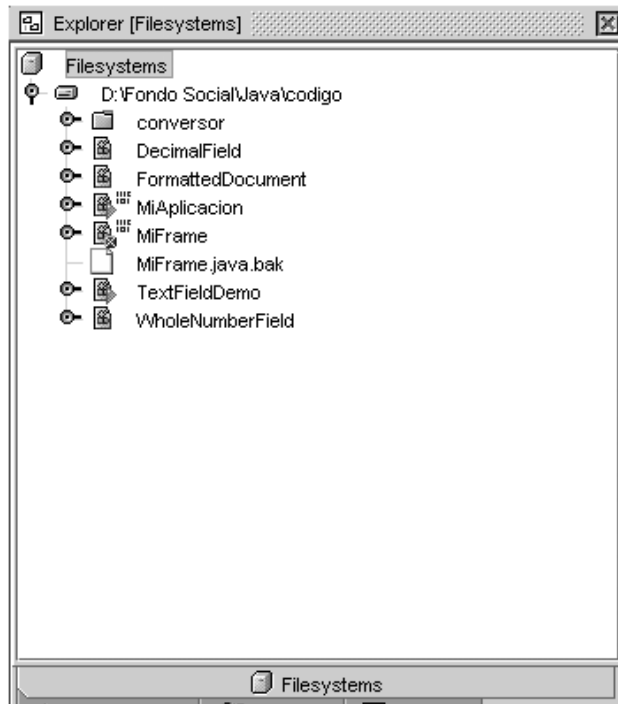 Explorer [Filesystems]
Filesystems
D:\Fondo Social\Java\codigo
conversor
DecimalField
FormattedDocument
MiAplicacion
MiFrame
MiFrame.java.bak
TextFieldDemo
WholeNumberField
Filesystems